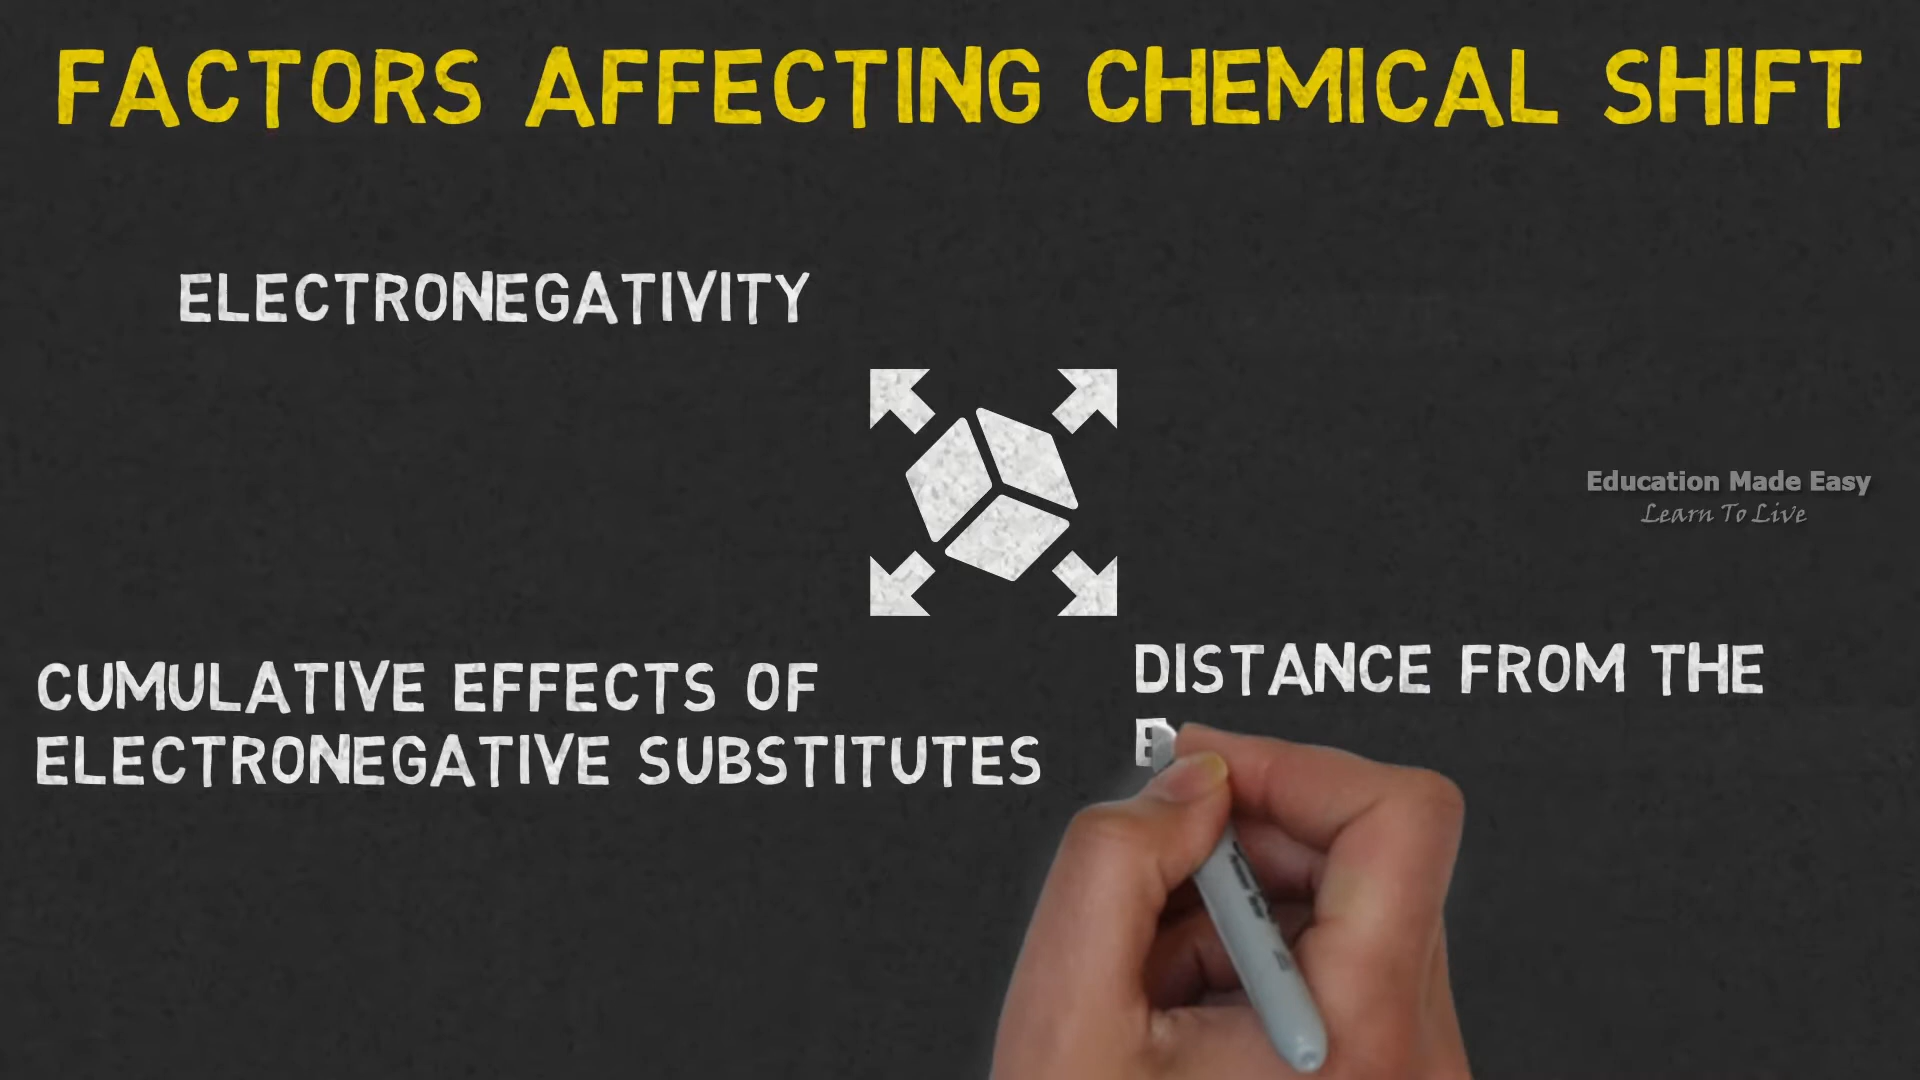 FACTORS AFFECTING CHEMICAL SHIFT
ELECTRONEGATIVITY
Education Made Easy
Learn To Live
CUMULATIVE EFFECTS OF
ELECTRONEGATIVE SUBSTITUTES
DISTANCE FROM THE